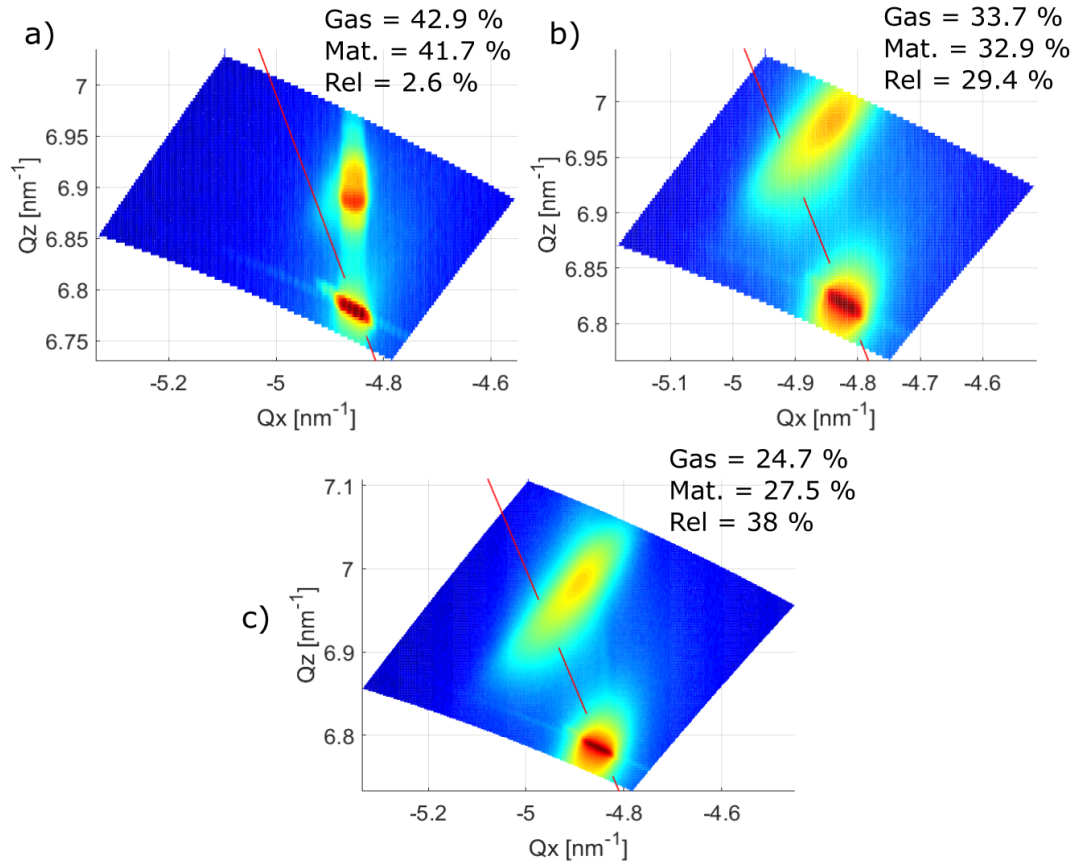 a)
Gas = 42.9 %
Mat. = 41.7 %
Rel = 2.6 %
7
6.95
6.9
6.85
6.8
6.75
Qz [nm⁻¹]
-5.2
-5
-4.8
-4.6
Qx [nm⁻¹]
b)
Gas = 33.7 %
Mat. = 32.9 %
Rel = 29.4 %
7
6.95
6.9
6.85
6.8
Qz [nm⁻¹]
-5.1
-5
-4.9
-4.8
-4.7
-4.6
Qx [nm⁻¹]
c)
Gas = 24.7 %
Mat. = 27.5 %
Rel = 38 %
7.1
7
6.9
6.8
Qz [nm⁻¹]
-5.2
-5
-4.8
-4.6
Qx [nm⁻¹]